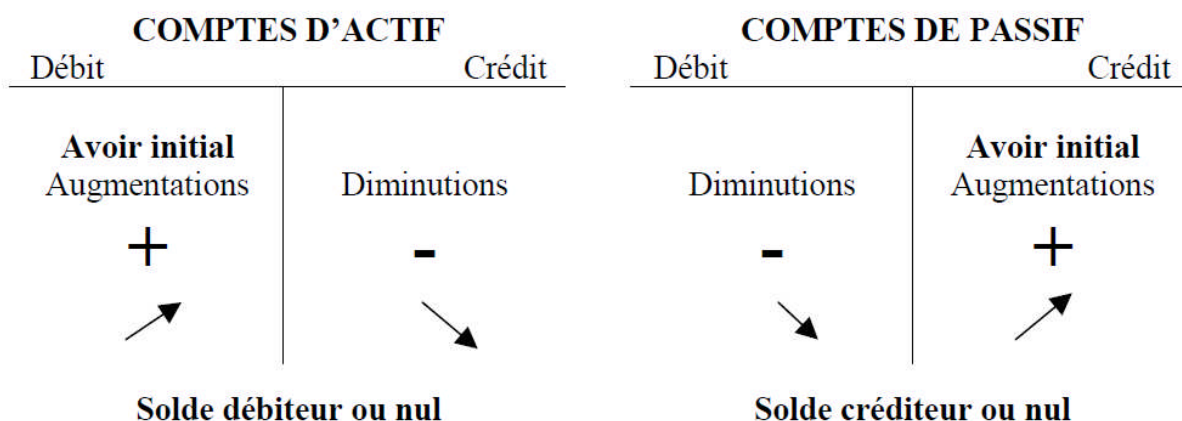 COMPTES D’ACTIF
Débit Crédit
Avoir initial
Augmentations Diminutions
+ -
Solde débiteur ou nul
COMPTES DE PASSIF
Débit Crédit
Avoir initial
Diminutions Augmentations
- +
Solde créditeur ou nul